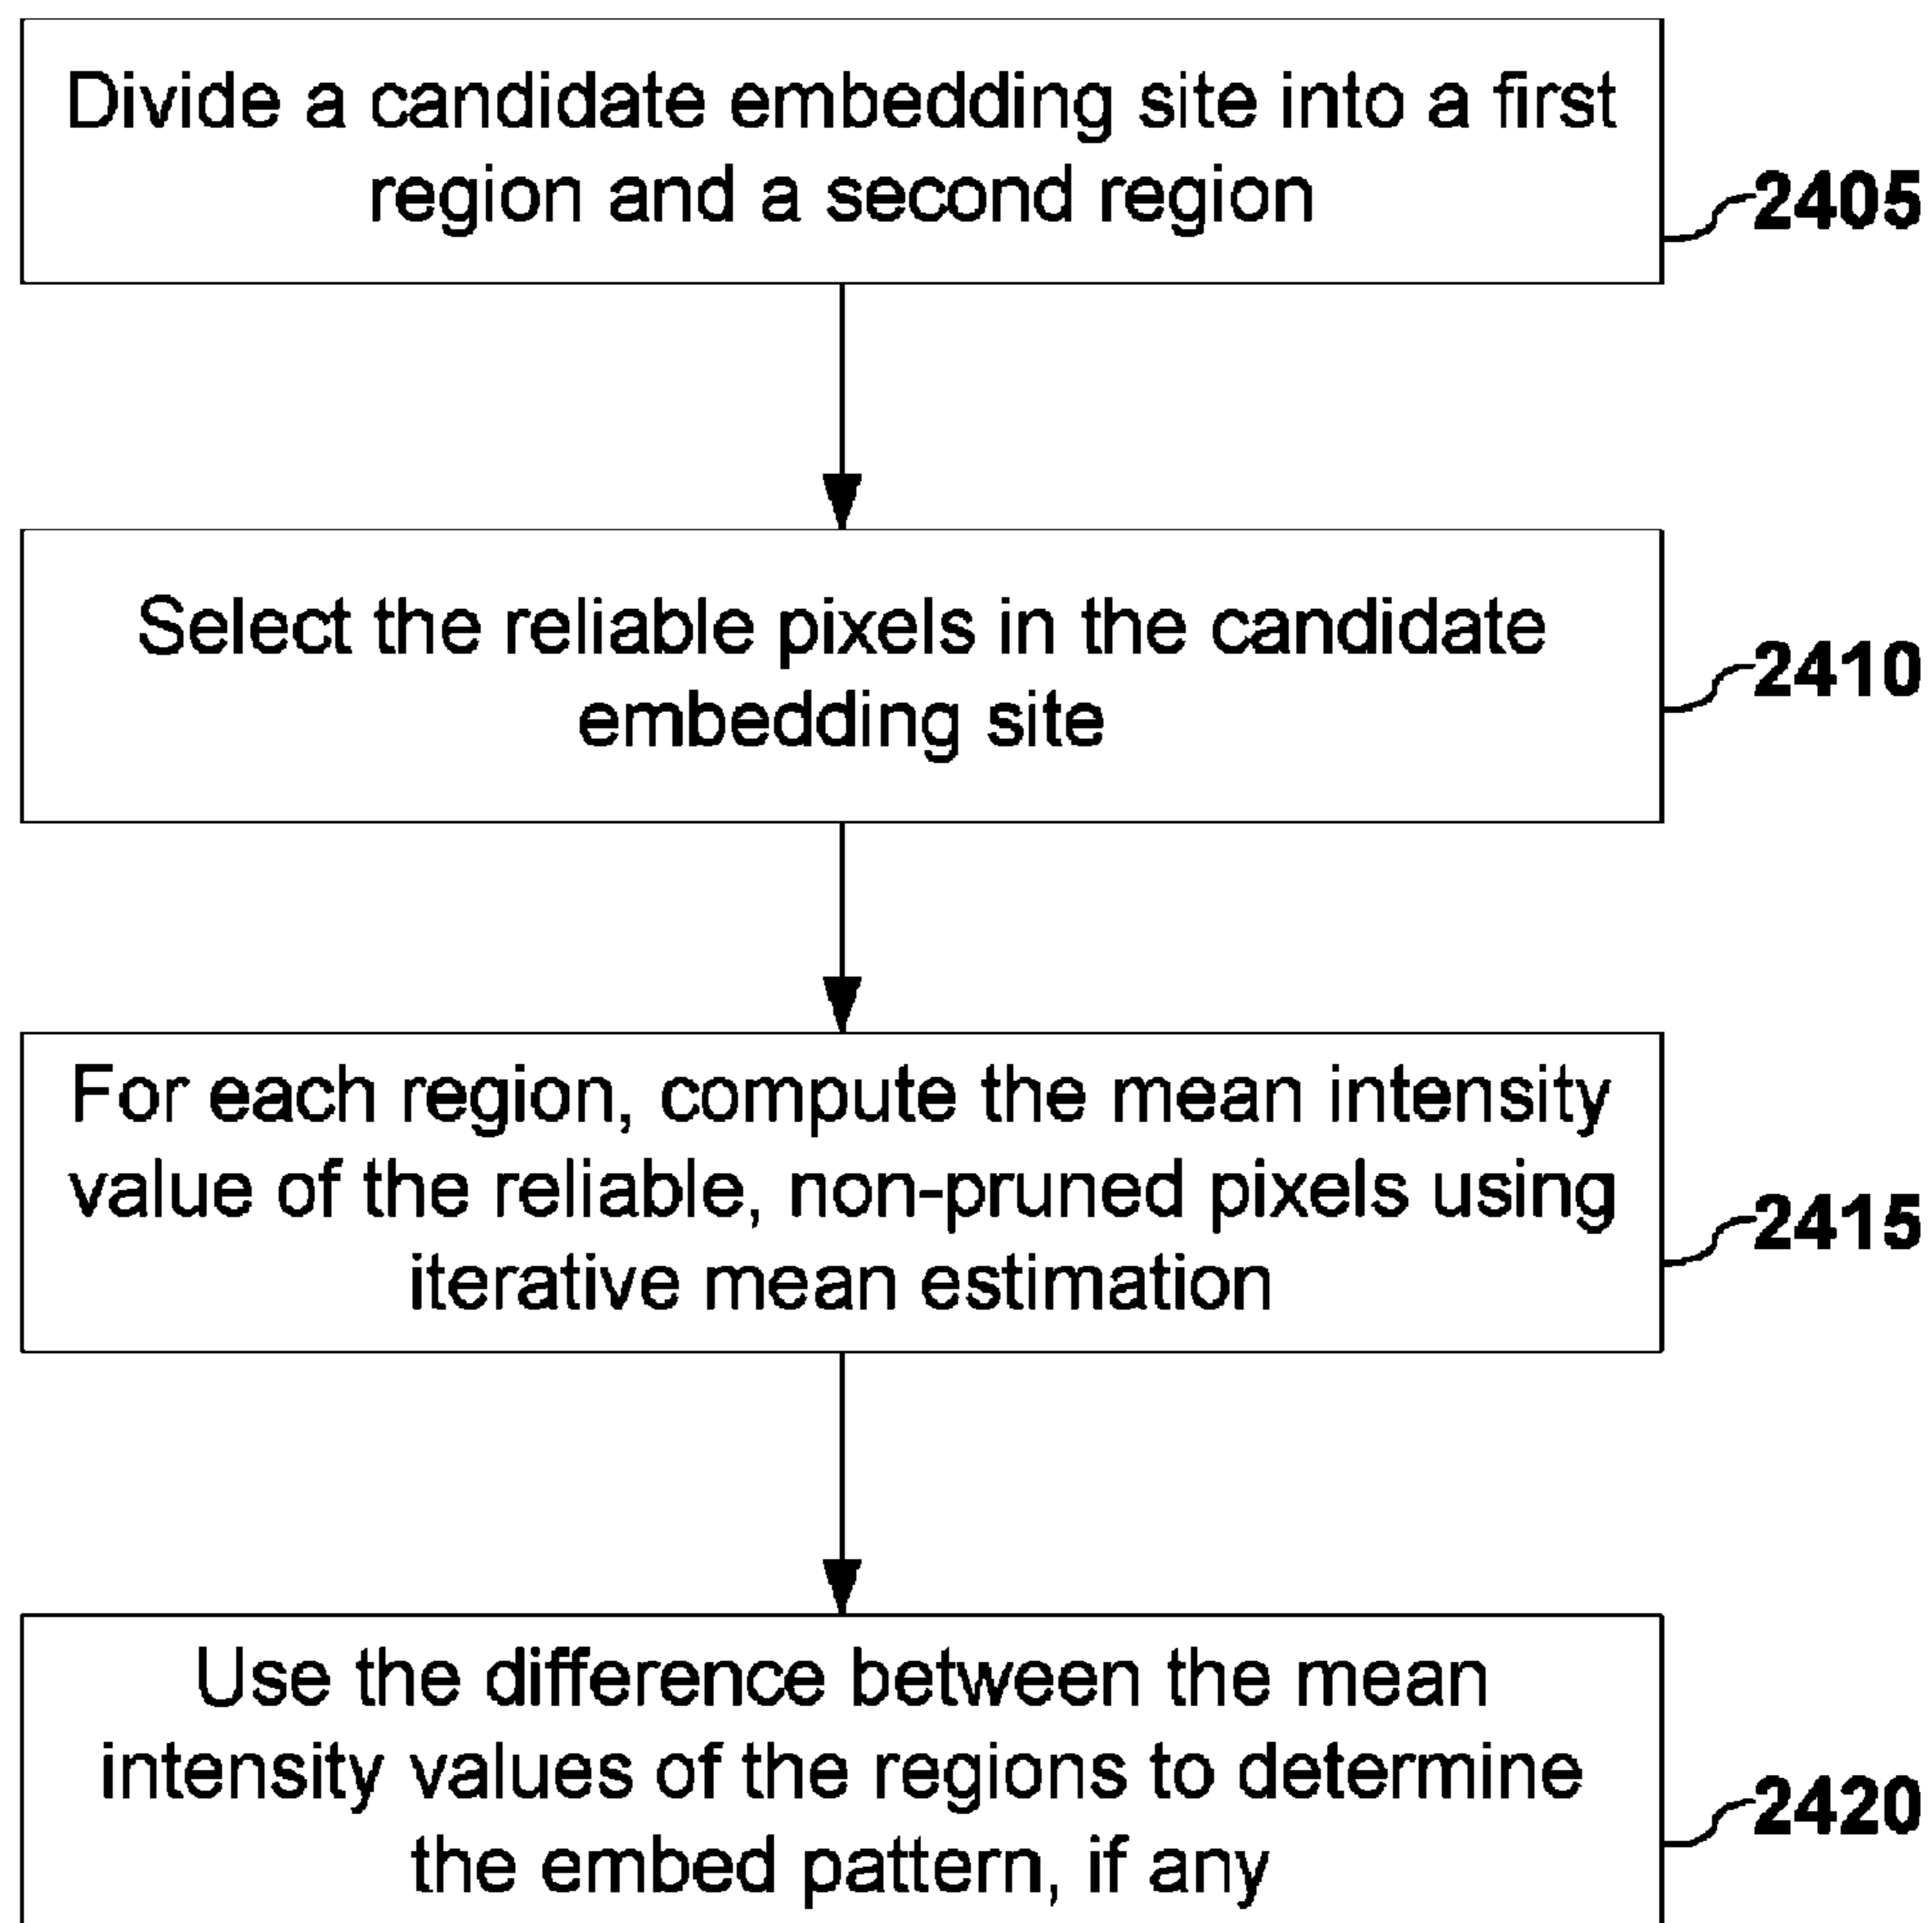 Divide a candidate embedding site into a first
region and a second region
2405
Select the reliable pixels in the candidate
embedding site
2410
For each region, compute the mean intensity
value of the reliable, non-pruned pixels using
iterative mean estimation
2415
Use the difference between the mean
intensity values of the regions to determine
the embed pattern, if any
2420